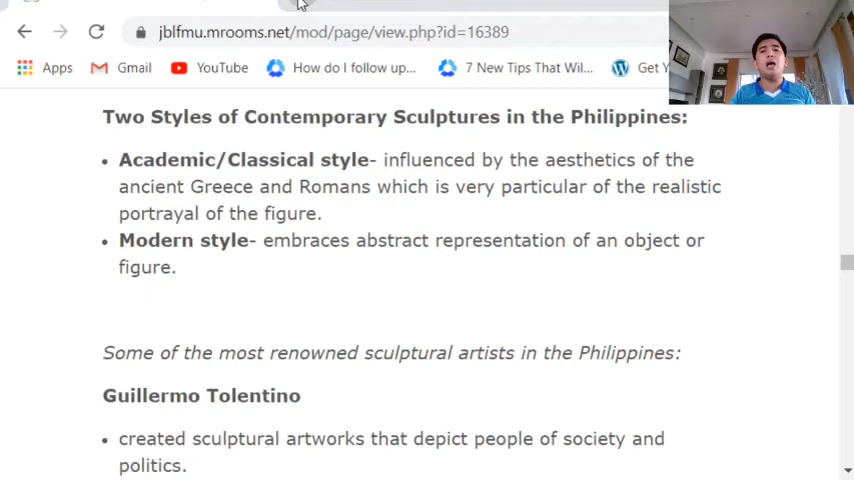 jblfmu.mrooms.net/mod/page/view.php?id=16389
Apps Gmail YouTube How do I follow up... 7 New Tips That Wil... Get Y
Two Styles of Contemporary Sculptures in the Philippines:
• Academic/Classical style- influenced by the aesthetics of the
ancient Greece and Romans which is very particular of the realistic
portrayal of the figure.
• Modern style- embraces abstract representation of an object or
figure.
Some of the most renowned sculptural artists in the Philippines:
Guillermo Tolentino
• created sculptural artworks that depict people of society and
politics.